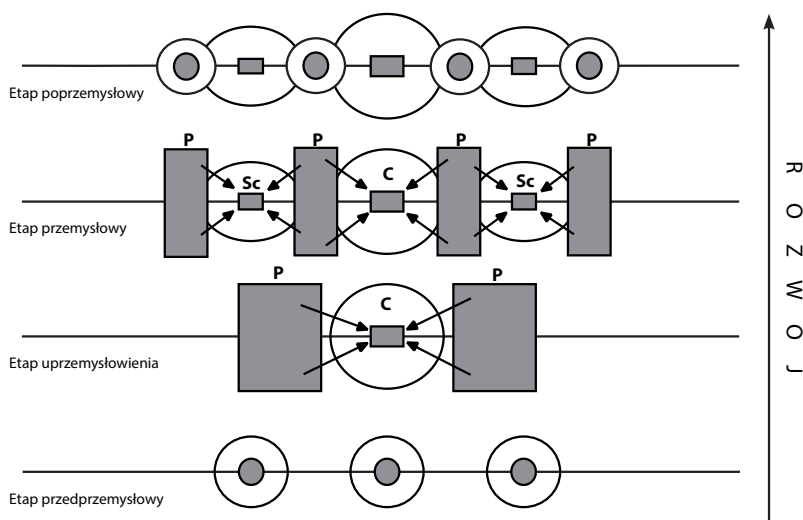 Etap poprzemysłowy
P P P P
Sc C Sc
Etap przemysłowy
P P
C
Etap uprzemysłowienia
Etap przedprzemysłowy
R O Z W O J